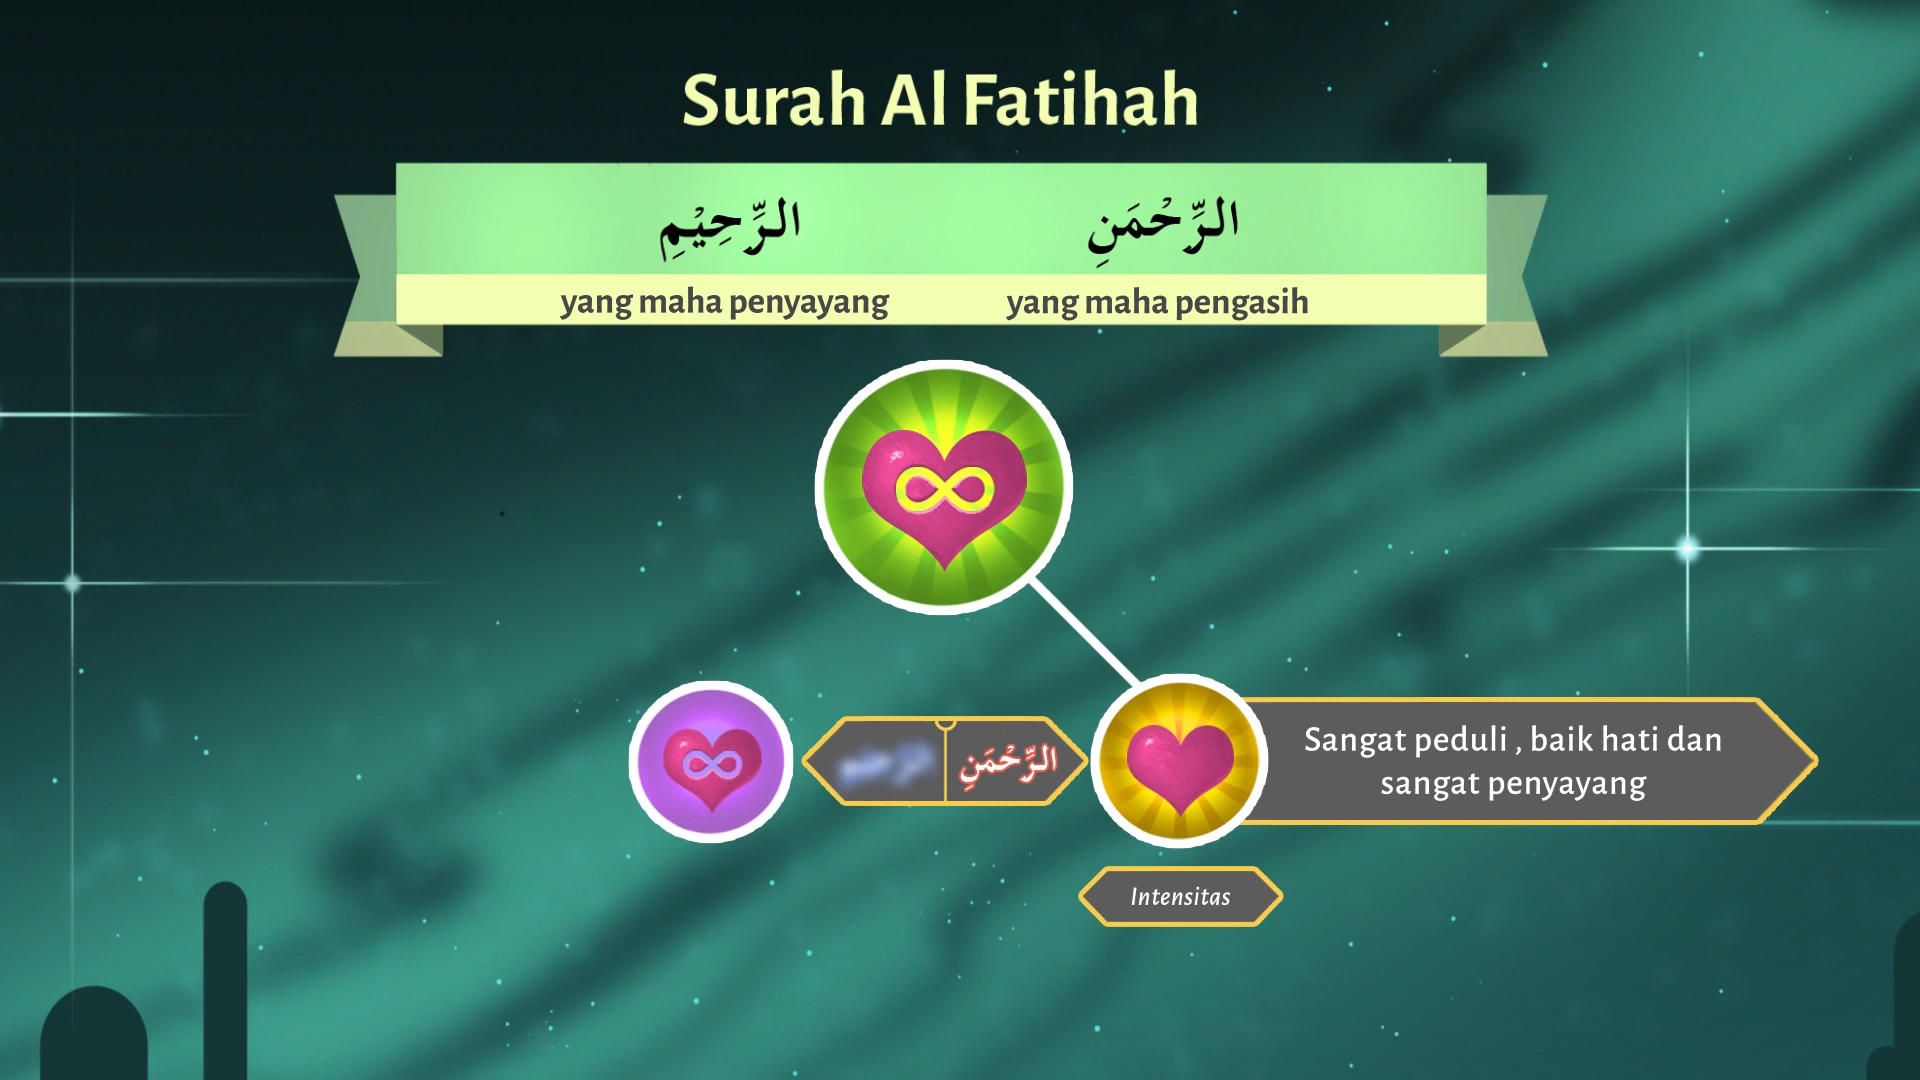 Surah Al Fatihah
الرَّحْمَنِ الرَّحِيْمِ
yang maha penyayang yang maha pengasih
الرَّحْمَنِ
Sangat peduli , baik hati dan
sangat penyayang
Intensitas